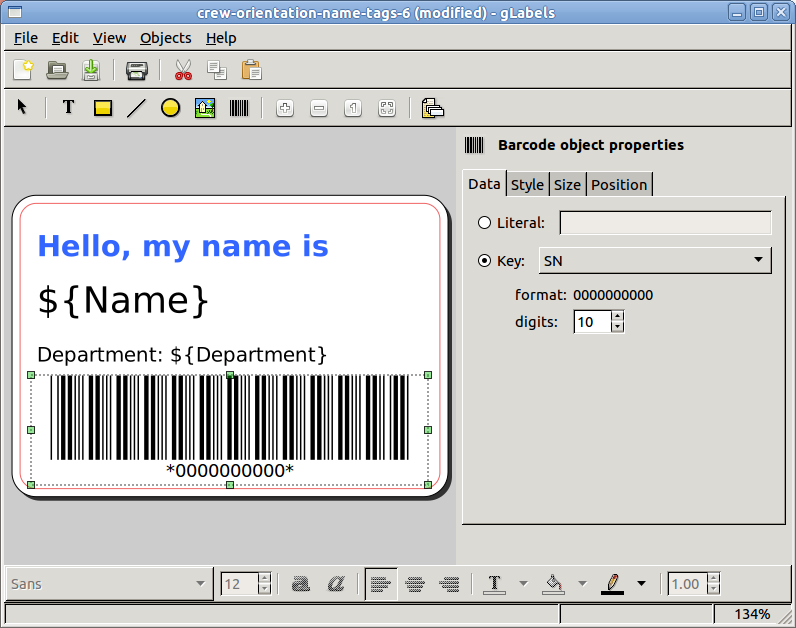 crew-orientation-name-tags-6 (modified) - gLabels
File Edit View Objects Help
T
1
Barcode object properties
Data Style Size Position
Literal:
Key: SN
format: 0000000000
digits: 10
Hello, my name is
${Name}
Department: ${Department}
*0000000000*
Sans 12 a a T 1.00
134%